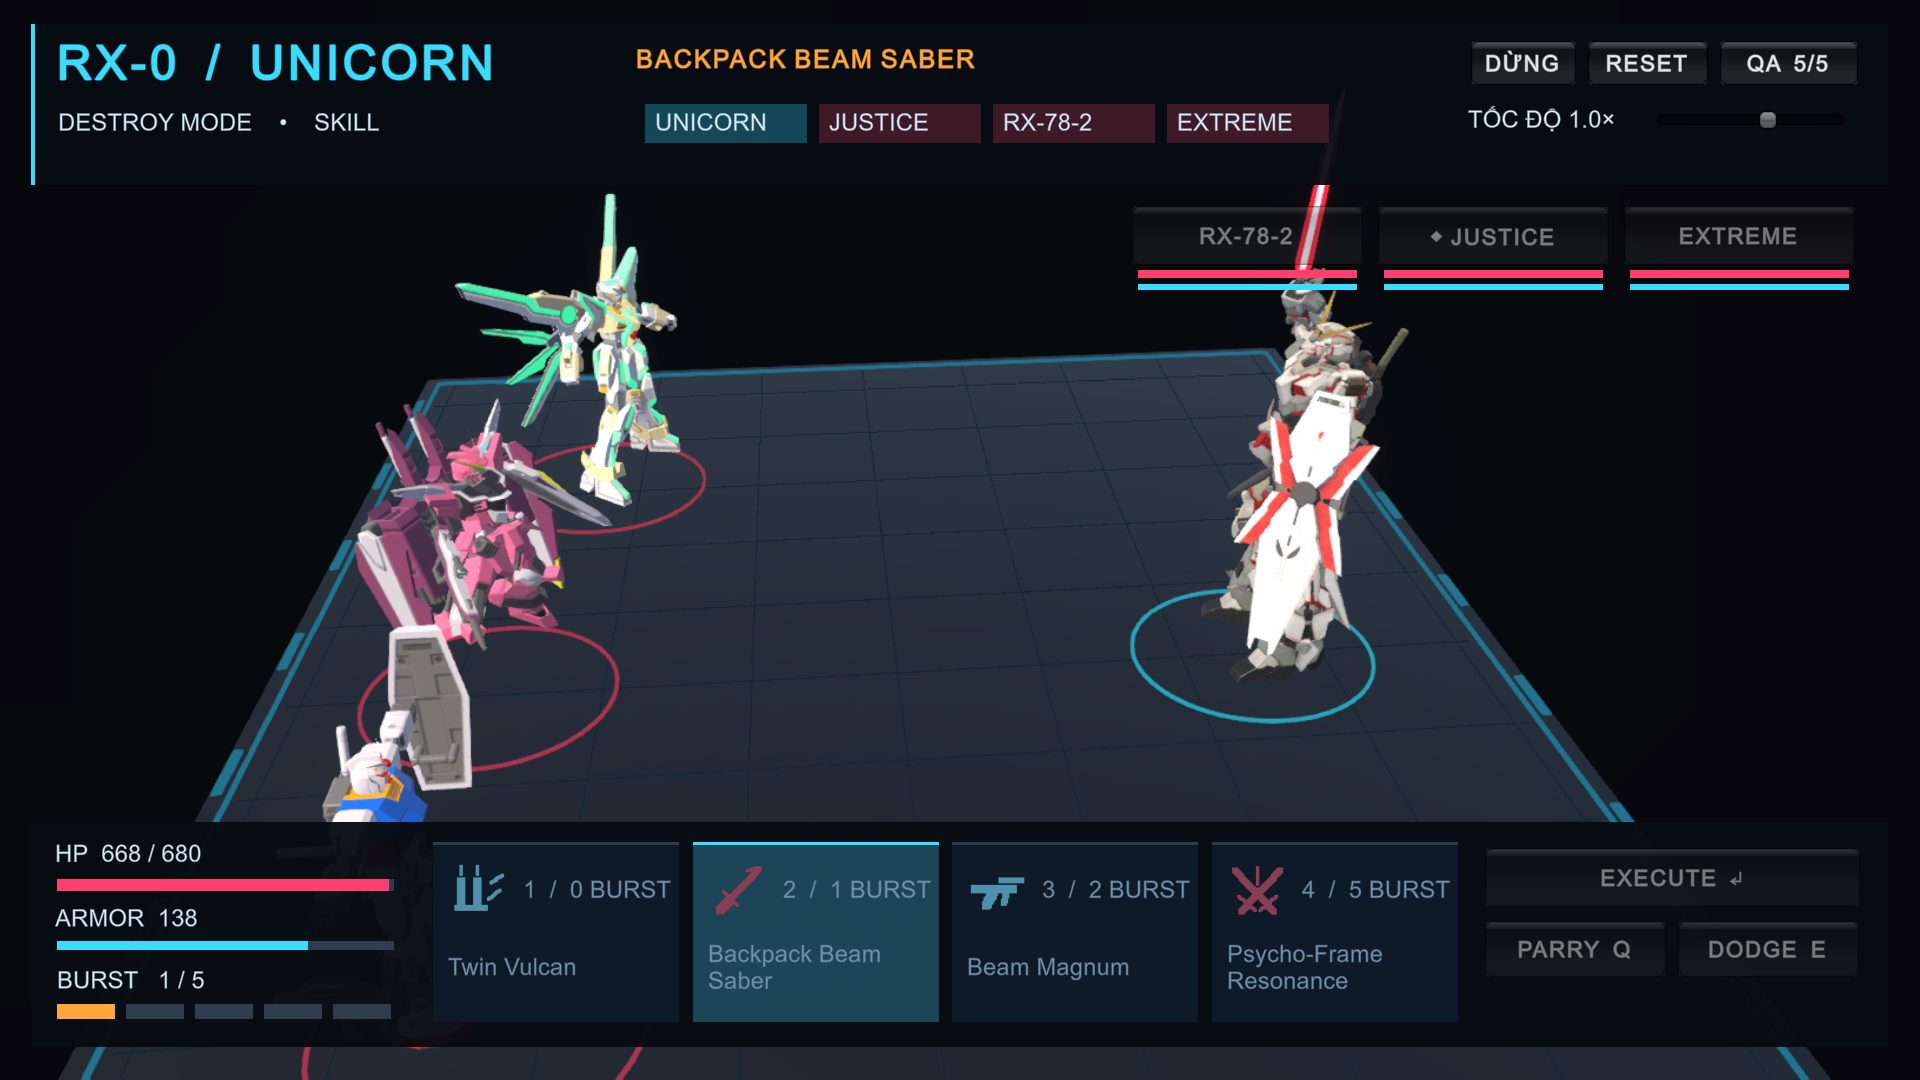 RX-0 / UNICORN
DESTROY MODE • SKILL
BACKPACK BEAM SABER
UNICORN JUSTICE RX-78-2 EXTREME
DỪNG RESET QA 5/5
TỐC ĐỘ 1.0×
RX-78-2 ◆ JUSTICE EXTREME
HP 668 / 680
ARMOR 138
BURST 1 / 5
1 / 0 BURST
Twin Vulcan
2 / 1 BURST
Backpack Beam
Saber
3 / 2 BURST
Beam Magnum
4 / 5 BURST
Psycho-Frame
Resonance
EXECUTE ↲
PARRY Q DODGE E